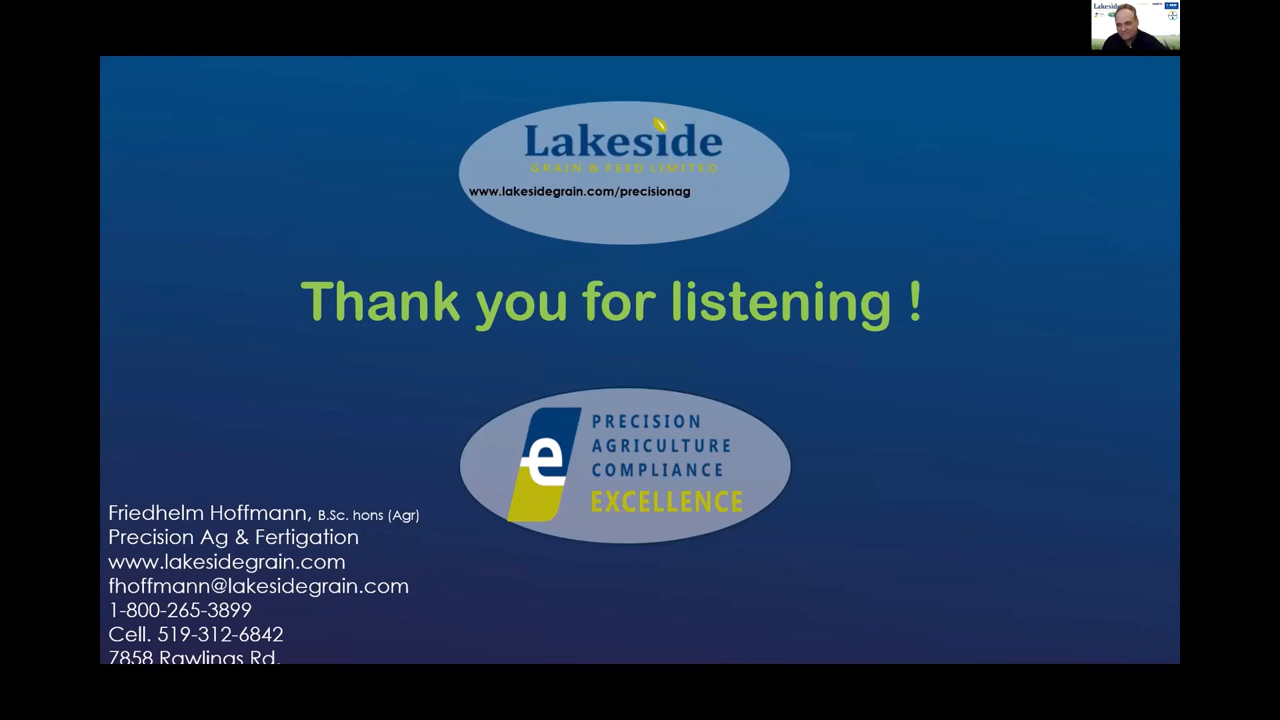 Lakeside
Lakeside
GRAIN & FEED LIMITED
www.lakesidegrain.com/precisionag
Thank you for listening !
e
PRECISION
AGRICULTURE
COMPLIANCE
EXCELLENCE
Friedhelm Hoffmann, B.Sc. hons (Agr)
Precision Ag & Fertigation
www.lakesidegrain.com
fhoffmann@lakesidegrain.com
1-800-265-3899
Cell. 519-312-6842
7858 Rawlings Rd.